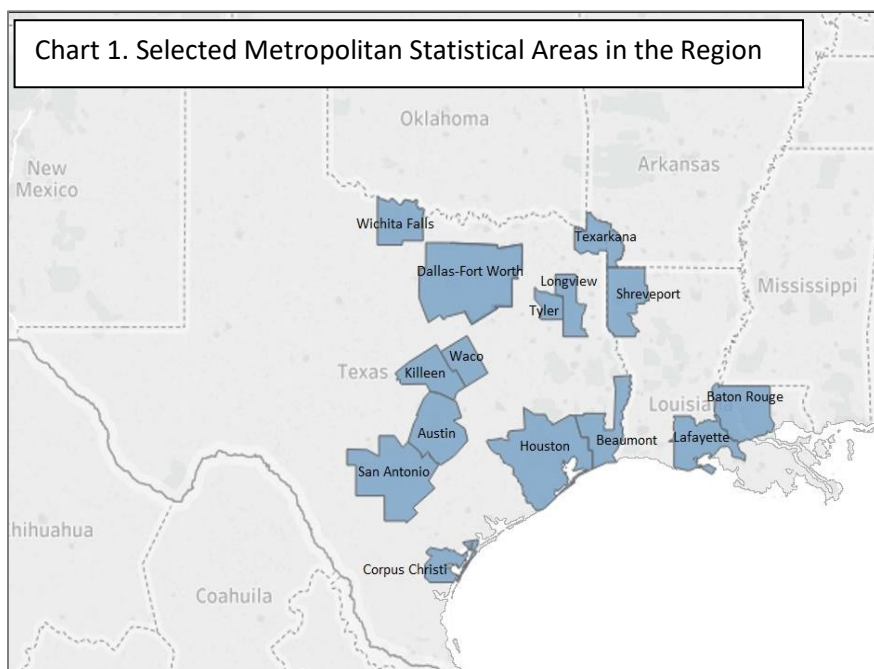 Chart 1. Selected Metropolitan Statistical Areas in the Region
Oklahoma
New
Mexico
Arkansas
Wichita Falls
Texarkana
Dallas-Fort Worth
Longview
Mississippi
Shreveport
Tyler
Waco
Texas
Killeen
Baton Rouge
Louisiana
Austin
Houston
Beaumont
Lafayette
San Antonio
Chihuahua
Corpus Christi
Coahuila